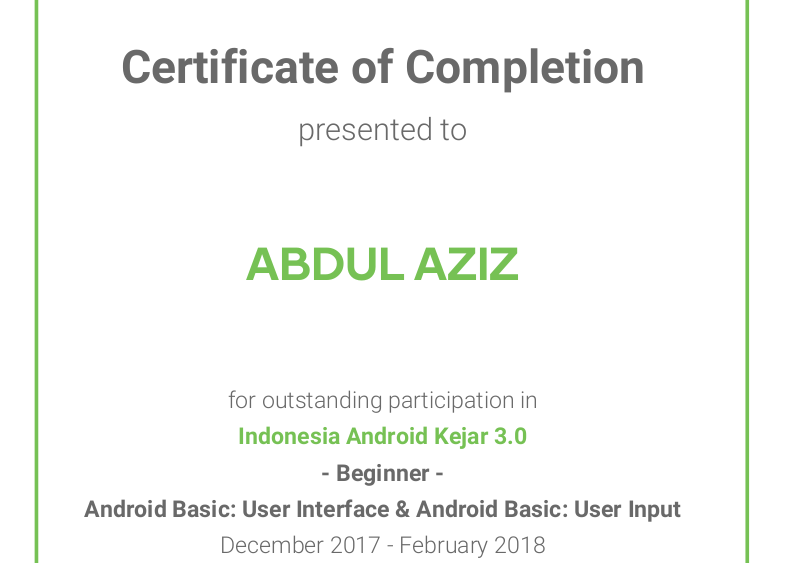 Certificate of Completion
presented to
ABDUL AZIZ
for outstanding participation in
Indonesia Android Kejar 3.0
- Beginner -
Android Basic: User Interface & Android Basic: User Input
December 2017 - February 2018